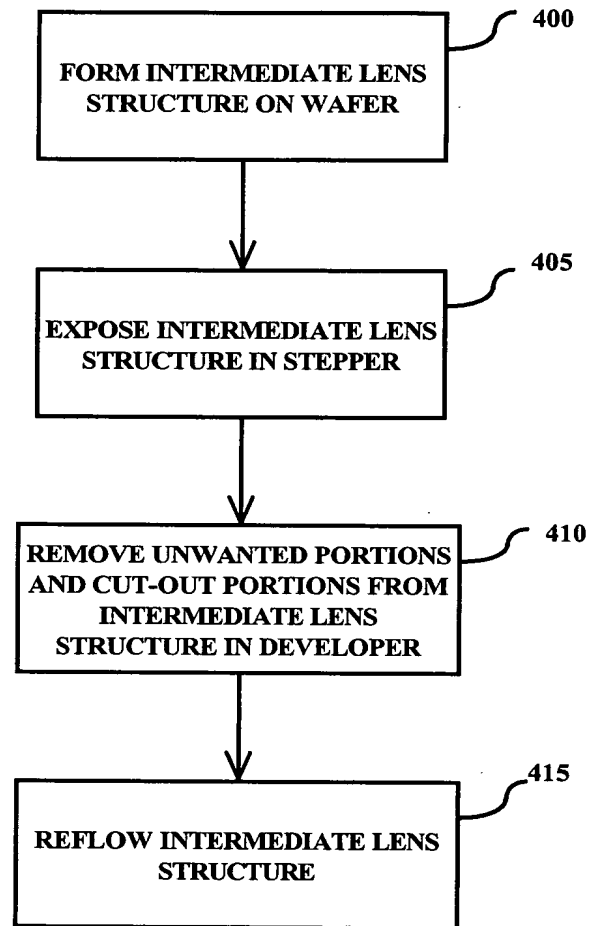 400
FORM INTERMEDIATE LENS
STRUCTURE ON WAFER
405
EXPOSE INTERMEDIATE LENS
STRUCTURE IN STEPPER
410
REMOVE UNWANTED PORTIONS
AND CUT-OUT PORTIONS FROM
INTERMEDIATE LENS
STRUCTURE IN DEVELOPER
415
REFLOW INTERMEDIATE LENS
STRUCTURE